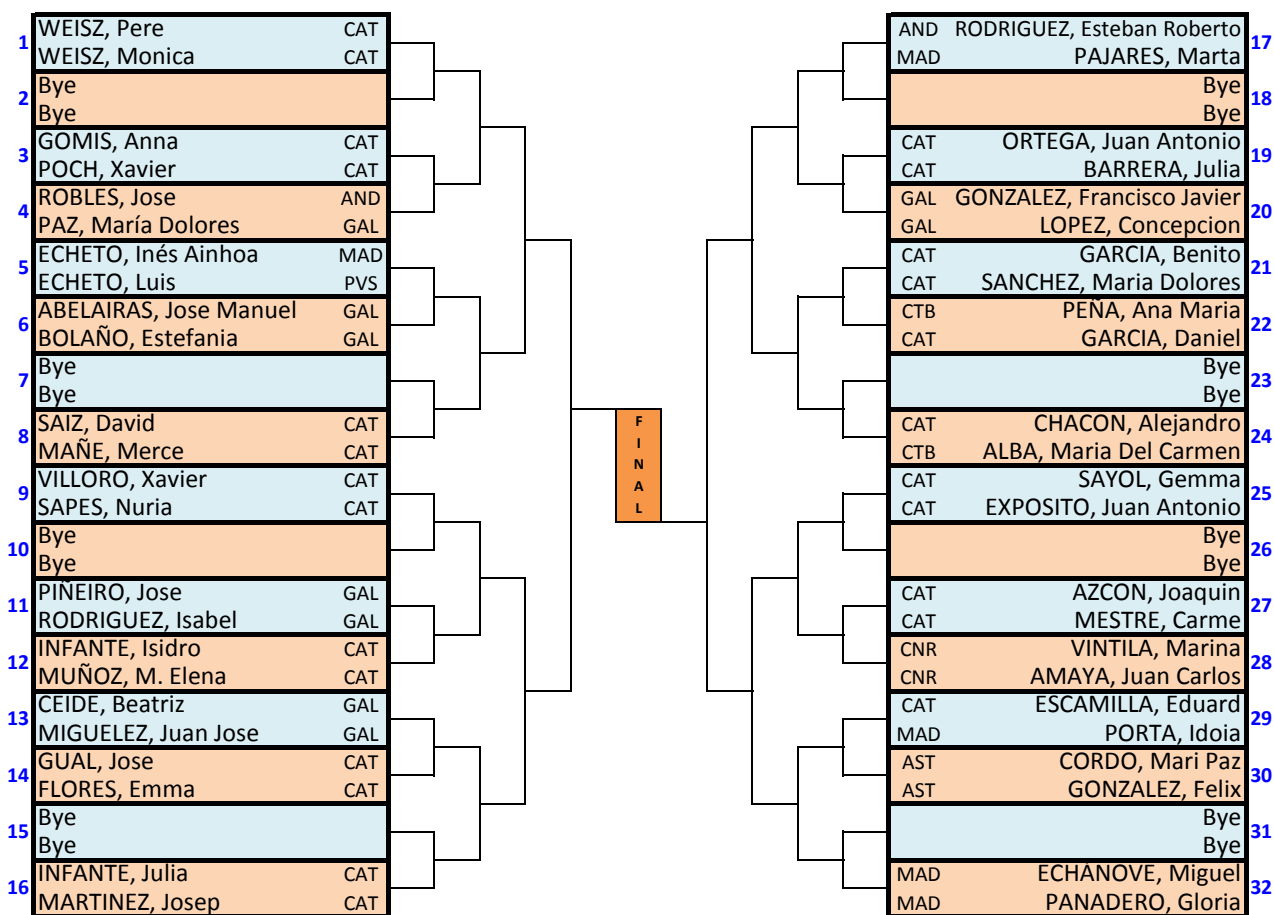 1
WEISZ, Pere CAT
WEISZ, Monica CAT
2
Bye
Bye
3
GOMIS, Anna CAT
POCH, Xavier CAT
4
ROBLES, Jose AND
PAZ, María Dolores GAL
5
ECHETO, Inés Ainhoa MAD
ECHETO, Luis PVS
6
ABELAIRAS, Jose Manuel GAL
BOLAÑO, Estefania GAL
7
Bye
Bye
8
SAIZ, David CAT
MAÑE, Merce CAT
9
VILLORO, Xavier CAT
SAPES, Nuria CAT
10
Bye
Bye
11
PIÑEIRO, Jose GAL
RODRIGUEZ, Isabel GAL
12
INFANTE, Isidro CAT
MUÑOZ, M. Elena CAT
13
CEIDE, Beatriz GAL
MIGUELEZ, Juan Jose GAL
14
GUAL, Jose CAT
FLORES, Emma CAT
15
Bye
Bye
16
INFANTE, Julia CAT
MARTINEZ, Josep CAT
F
I
N
A
L
AND RODRIGUEZ, Esteban Roberto
MAD PAJARES, Marta
17
Bye
Bye
18
CAT ORTEGA, Juan Antonio
CAT BARRERA, Julia
19
GAL GONZALEZ, Francisco Javier
GAL LOPEZ, Concepcion
20
CAT GARCIA, Benito
CAT SANCHEZ, Maria Dolores
21
CTB PEÑA, Ana Maria
CAT GARCIA, Daniel
22
Bye
Bye
23
CAT CHACON, Alejandro
CTB ALBA, Maria Del Carmen
24
CAT SAYOL, Gemma
CAT EXPOSITO, Juan Antonio
25
Bye
Bye
26
CAT AZCON, Joaquin
CAT MESTRE, Carme
27
CNR VINTILA, Marina
CNR AMAYA, Juan Carlos
28
CAT ESCAMILLA, Eduard
MAD PORTA, Idoia
29
AST CORDO, Mari Paz
AST GONZALEZ, Felix
30
Bye
Bye
31
MAD ECHÁNOVE, Miguel
MAD PANADERO, Gloria
32